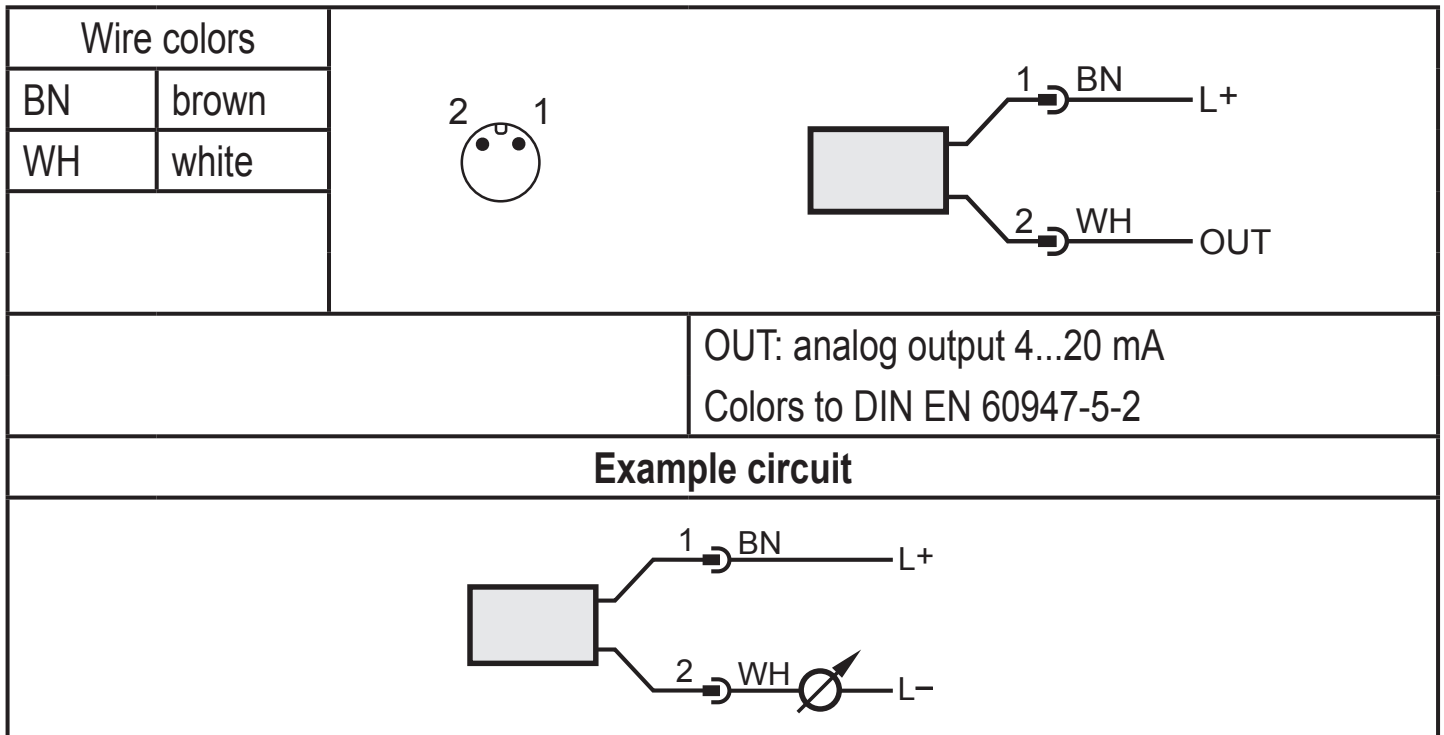 Wire colors
BN brown
WH white
2 1
1 BN L+
2 WH OUT
OUT: analog output 4...20 mA
Colors to DIN EN 60947-5-2
Example circuit
1 BN L+
2 WH L–